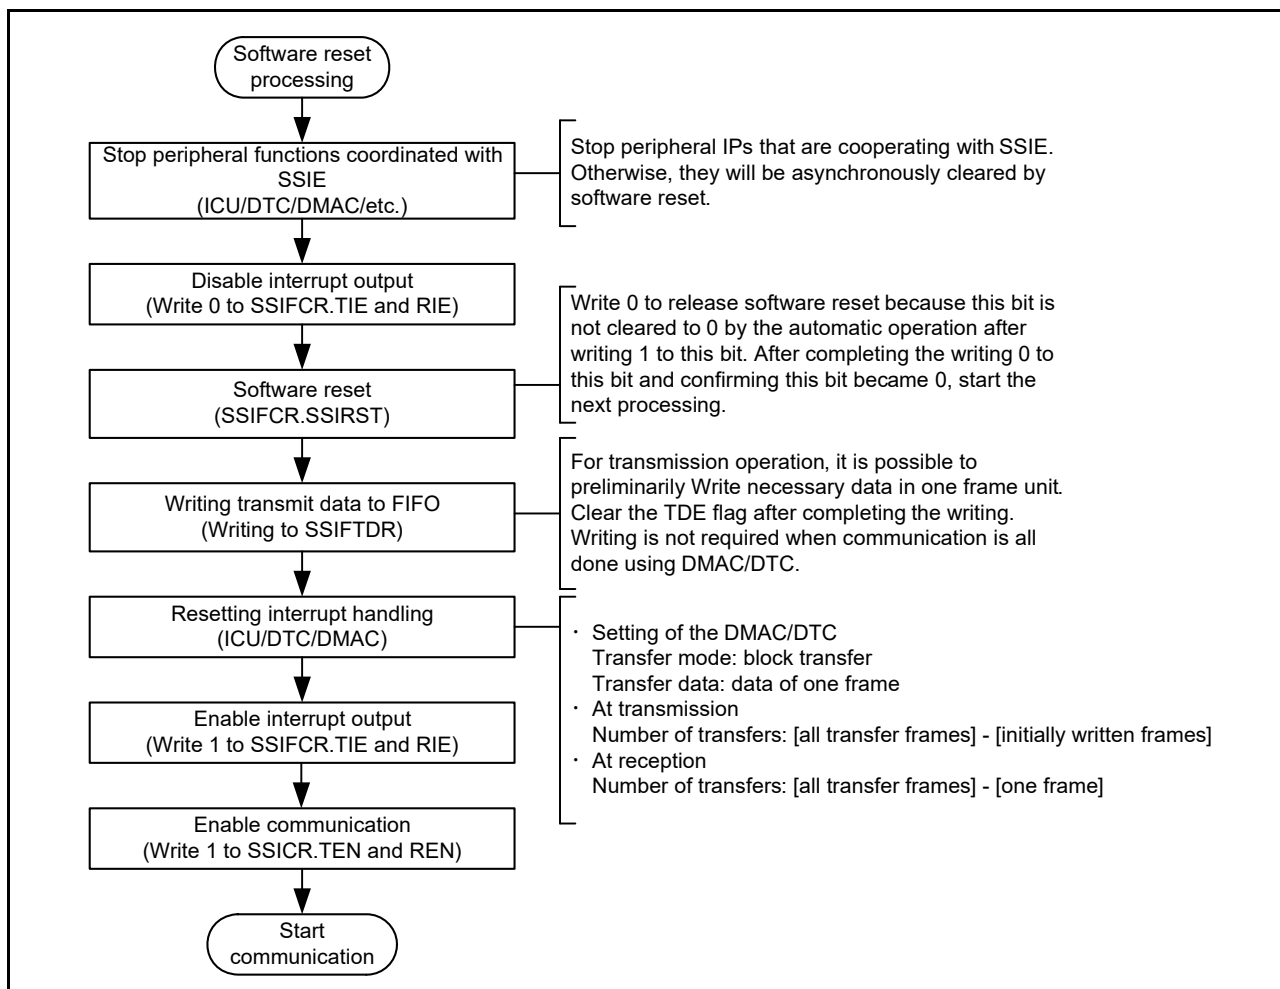 Software reset
processing
Stop peripheral functions coordinated with
SSIE
(ICU/DTC/DMAC/etc.)
Stop peripheral IPs that are cooperating with SSIE.
Otherwise, they will be asynchronously cleared by
software reset.
Disable interrupt output
(Write 0 to SSIFCR.TIE and RIE)
Software reset
(SSIFCR.SSIRST)
Write 0 to release software reset because this bit is
not cleared to 0 by the automatic operation after
writing 1 to this bit. After completing the writing 0 to
this bit and confirming this bit became 0, start the
next processing.
Writing transmit data to FIFO
(Writing to SSIFTDR)
For transmission operation, it is possible to
preliminarily Write necessary data in one frame unit.
Clear the TDE flag after completing the writing.
Writing is not required when communication is all
done using DMAC/DTC.
Resetting interrupt handling
(ICU/DTC/DMAC)
・ Setting of the DMAC/DTC
Transfer mode: block transfer
Transfer data: data of one frame
・ At transmission
Number of transfers: [all transfer frames] - [initially written frames]
・ At reception
Number of transfers: [all transfer frames] - [one frame]
Enable interrupt output
(Write 1 to SSIFCR.TIE and RIE)
Enable communication
(Write 1 to SSICR.TEN and REN)
Start
communication